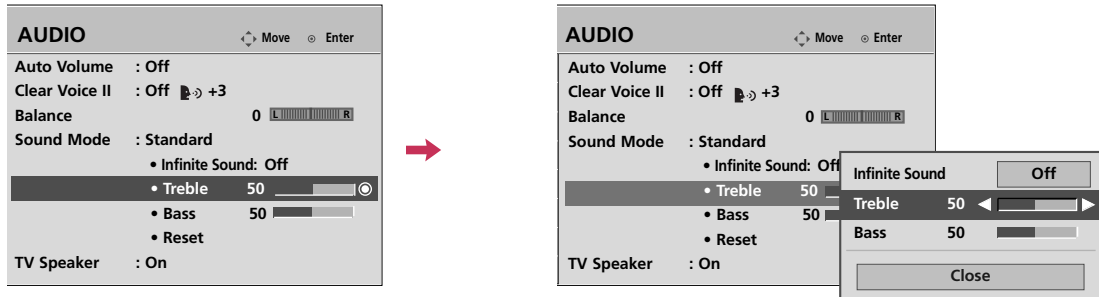 AUDIO Move Enter
Auto Volume : Off
Clear Voice II : Off +3
Balance 0 L R
Sound Mode : Standard
• Infinite Sound: Off
• Treble 50
• Bass 50
• Reset
TV Speaker : On
AUDIO Move Enter
Auto Volume : Off
Clear Voice II : Off +3
Balance 0 L R
Sound Mode : Standard
• Infinite Sound: Off
• Treble 50
• Bass 50
• Reset
TV Speaker : On
Infinite Sound Off
Treble 50
Bass 50
Close